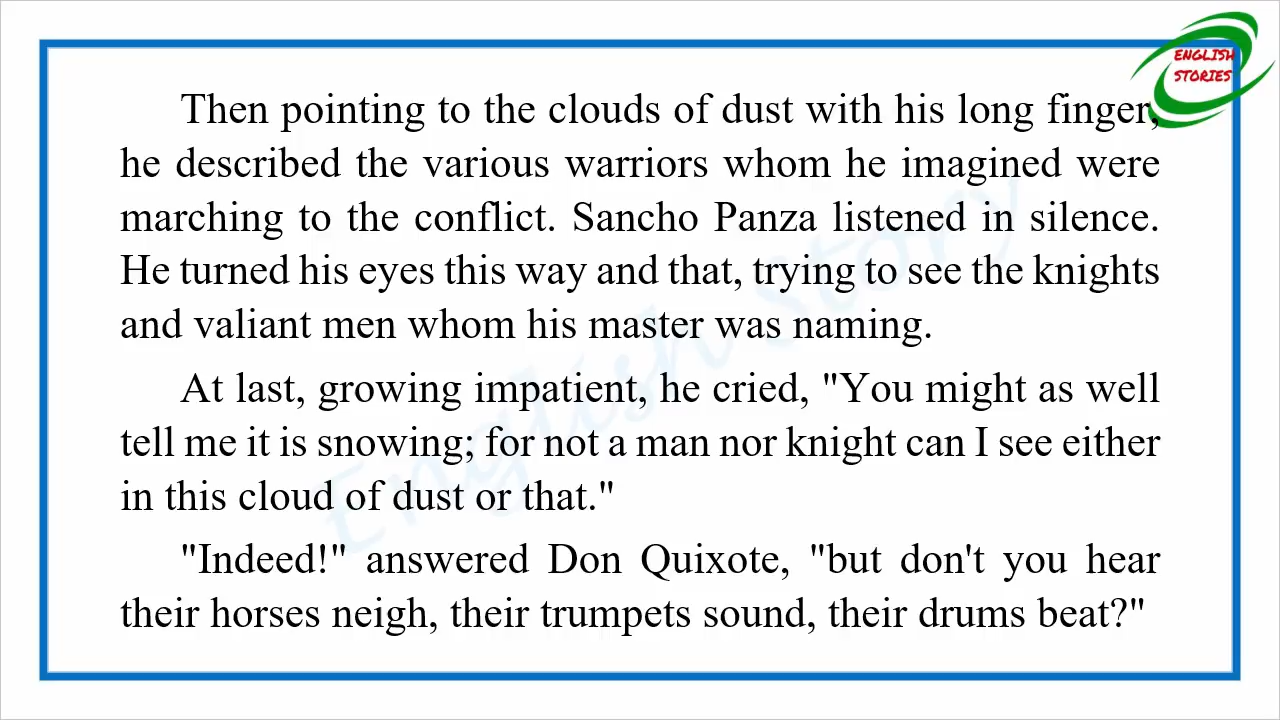 ENGLISH
STORIES
Then pointing to the clouds of dust with his long finger,
he described the various warriors whom he imagined were
marching to the conflict. Sancho Panza listened in silence.
He turned his eyes this way and that, trying to see the knights
and valiant men whom his master was naming.
At last, growing impatient, he cried, "You might as well
tell me it is snowing; for not a man nor knight can I see either
in this cloud of dust or that."
"Indeed!" answered Don Quixote, "but don't you hear
their horses neigh, their trumpets sound, their drums beat?"
English Story